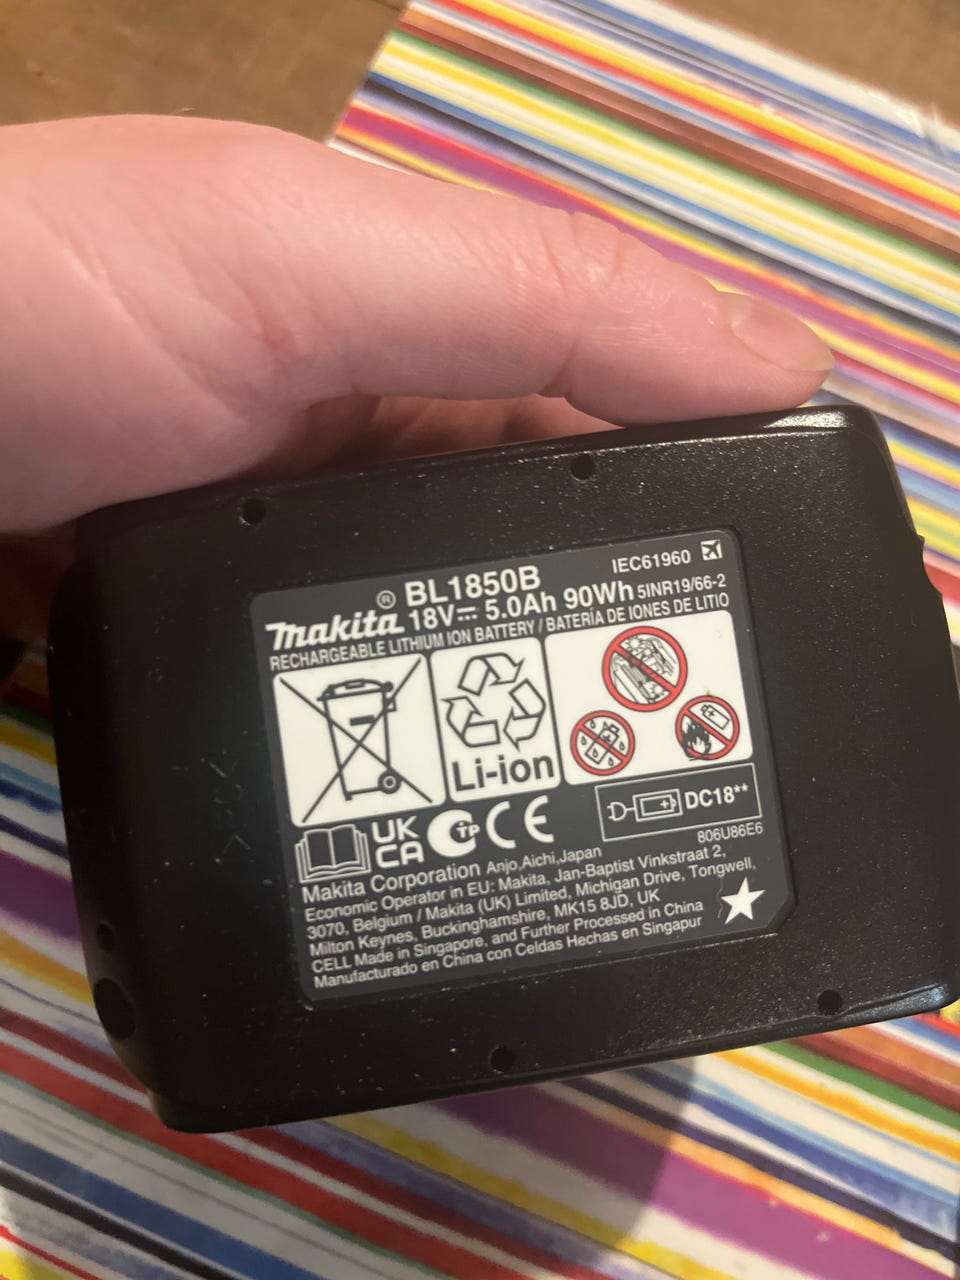 IEC61960
makita® BL1850B
18V⎓ 5.0Ah 90Wh 5INR19/66-2
RECHARGEABLE LITHIUM ION BATTERY / BATERÍA DE IONES DE LITIO
Li-ion
DC18**
UK
CA
CTP
CE
806U86E6
Makita Corporation Anjo,Aichi,Japan
Economic Operator in EU: Makita, Jan-Baptist Vinkstraat 2,
3070, Belgium / Makita (UK) Limited, Michigan Drive, Tongwell,
Milton Keynes, Buckinghamshire, MK15 8JD, UK
CELL Made in Singapore, and Further Processed in China
Manufacturado en China con Celdas Hechas en Singapur